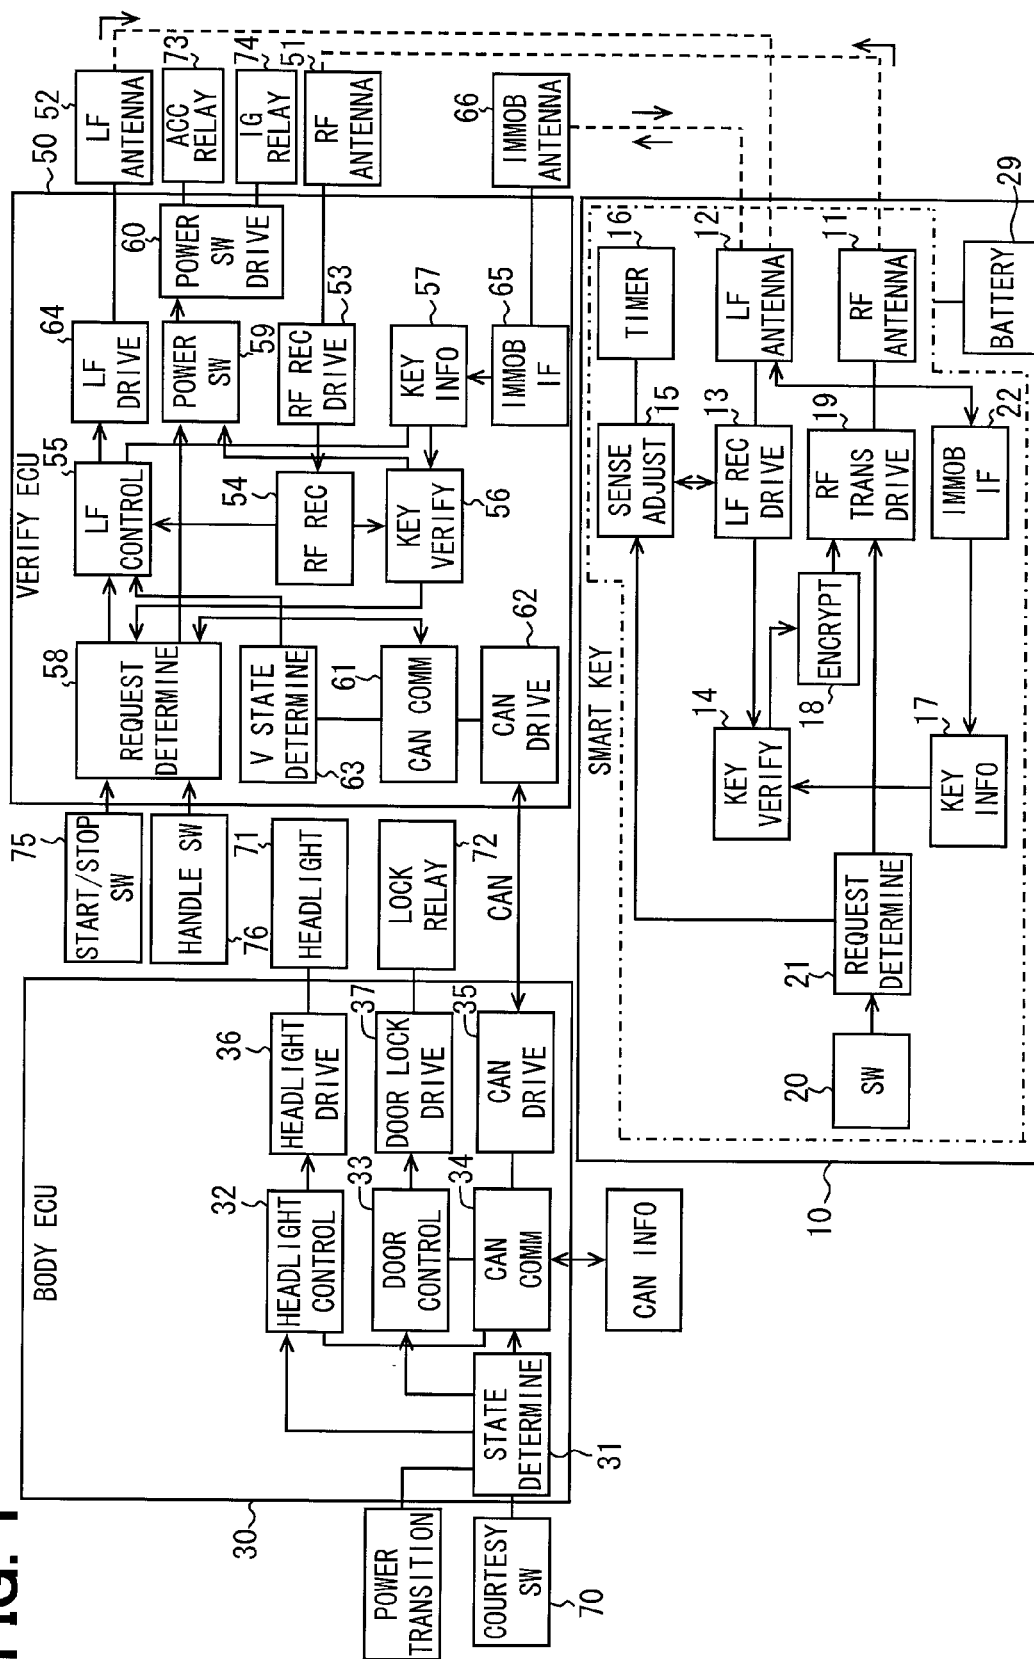 FIG. 1
BODY ECU
30
POWER
TRANSITION
COURTESY
SW
70
STATE
DETERMINE
31
HEADLIGHT
CONTROL
32
DOOR
CONTROL
33
CAN
COMM
34
CAN INFO
HEADLIGHT
DRIVE
36
DOOR LOCK
DRIVE
37
CAN
DRIVE
35
START/STOP
SW
75
HANDLE SW
76
HEADLIGHT
71
LOCK
RELAY
72
CAN
VERIFY ECU
50
REQUEST
DETERMINE
58
V STATE
DETERMINE
63
CAN COMM
61
CAN
DRIVE
62
LF
CONTROL
55
RF REC
54
KEY
VERIFY
56
LF
DRIVE
64
POWER
SW
59
RF REC
DRIVE
53
KEY
INFO
57
IMMOB
IF
65
POWER
SW
DRIVE
60
LF
ANTENNA
52
ACC
RELAY
73
IG
RELAY
74
RF
ANTENNA
51
IMMOB
ANTENNA
66
SMART KEY
10
SW
20
REQUEST
DETERMINE
21
KEY
VERIFY
14
KEY
INFO
17
ENCRYPT
18
SENSE
ADJUST
15
LF REC
DRIVE
13
RF
TRANS
DRIVE
19
IMMOB
IF
22
TIMER
16
LF
ANTENNA
12
RF
ANTENNA
11
BATTERY
29